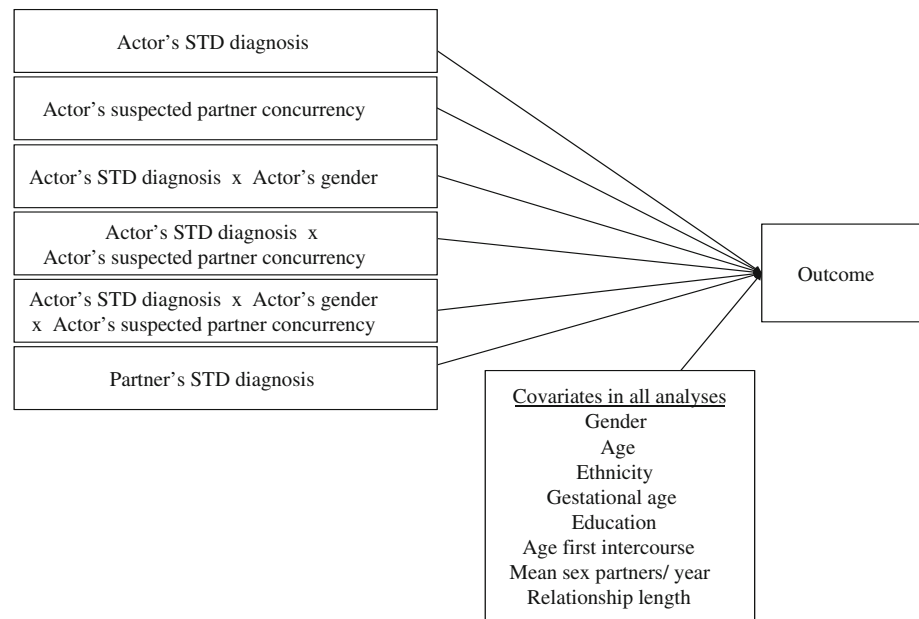 Actor's STD diagnosis
Actor's suspected partner concurrency
Actor's STD diagnosis x Actor's gender
Actor's STD diagnosis x
Actor's suspected partner concurrency
Actor's STD diagnosis x Actor's gender
x Actor's suspected partner concurrency
Partner's STD diagnosis
Outcome
Covariates in all analyses
Gender
Age
Ethnicity
Gestational age
Education
Age first intercourse
Mean sex partners/ year
Relationship length